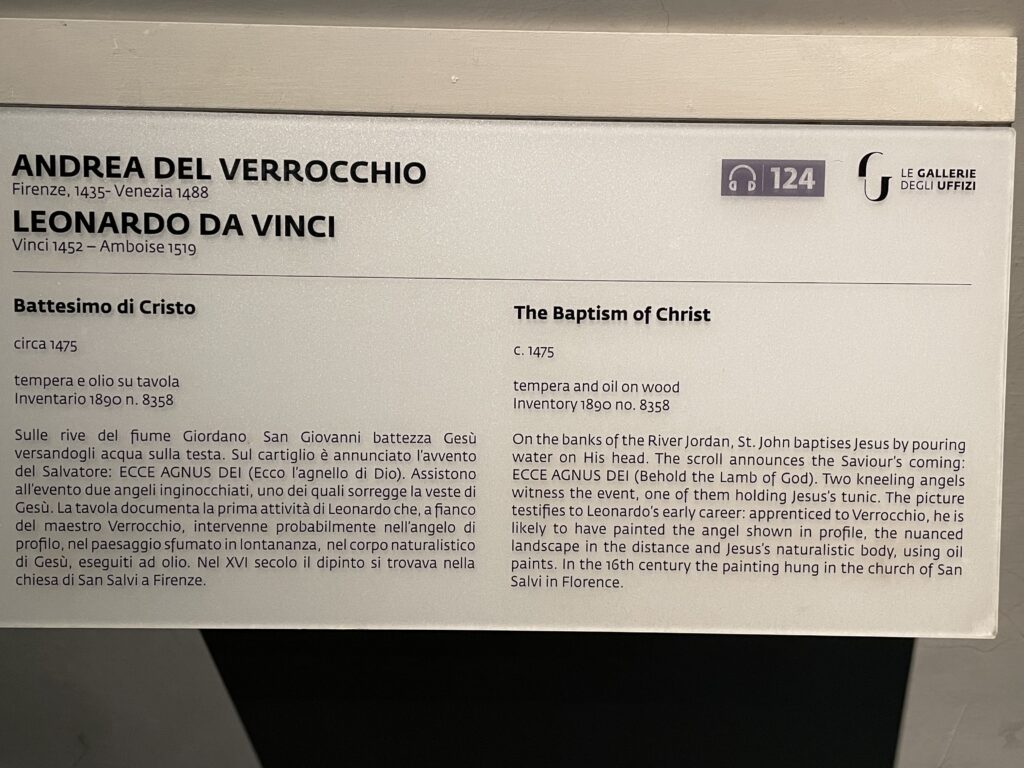 ANDREA DEL VERROCCHIO
Firenze, 1435- Venezia 1488
LEONARDO DA VINCI
Vinci 1452 – Amboise 1519
124
LE GALLERIE
DEGLI UFFIZI
Battesimo di Cristo
circa 1475
tempera e olio su tavola
Inventario 1890 n. 8358
Sulle rive del fiume Giordano, San Giovanni battezza Gesù
versandogli acqua sulla testa. Sul cartiglio è annunciato l'avvento
del Salvatore: ECCE AGNUS DEI (Ecco l'agnello di Dio). Assistono
all'evento due angeli inginocchiati, uno dei quali sorregge la veste di
Gesù. La tavola documenta la prima attività di Leonardo che, a fianco
del maestro Verrocchio, intervenne probabilmente nell'angelo di
profilo, nel paesaggio sfumato in lontananza, nel corpo naturalistico
di Gesù, eseguiti ad olio. Nel XVI secolo il dipinto si trovava nella
chiesa di San Salvi a Firenze.
The Baptism of Christ
c. 1475
tempera and oil on wood
Inventory 1890 no. 8358
On the banks of the River Jordan, St. John baptises Jesus by pouring
water on His head. The scroll announces the Saviour's coming:
ECCE AGNUS DEI (Behold the Lamb of God). Two kneeling angels
witness the event, one of them holding Jesus's tunic. The picture
testifies to Leonardo's early career: apprenticed to Verrocchio, he is
likely to have painted the angel shown in profile, the nuanced
landscape in the distance and Jesus's naturalistic body, using oil
paints. In the 16th century the painting hung in the church of San
Salvi in Florence.